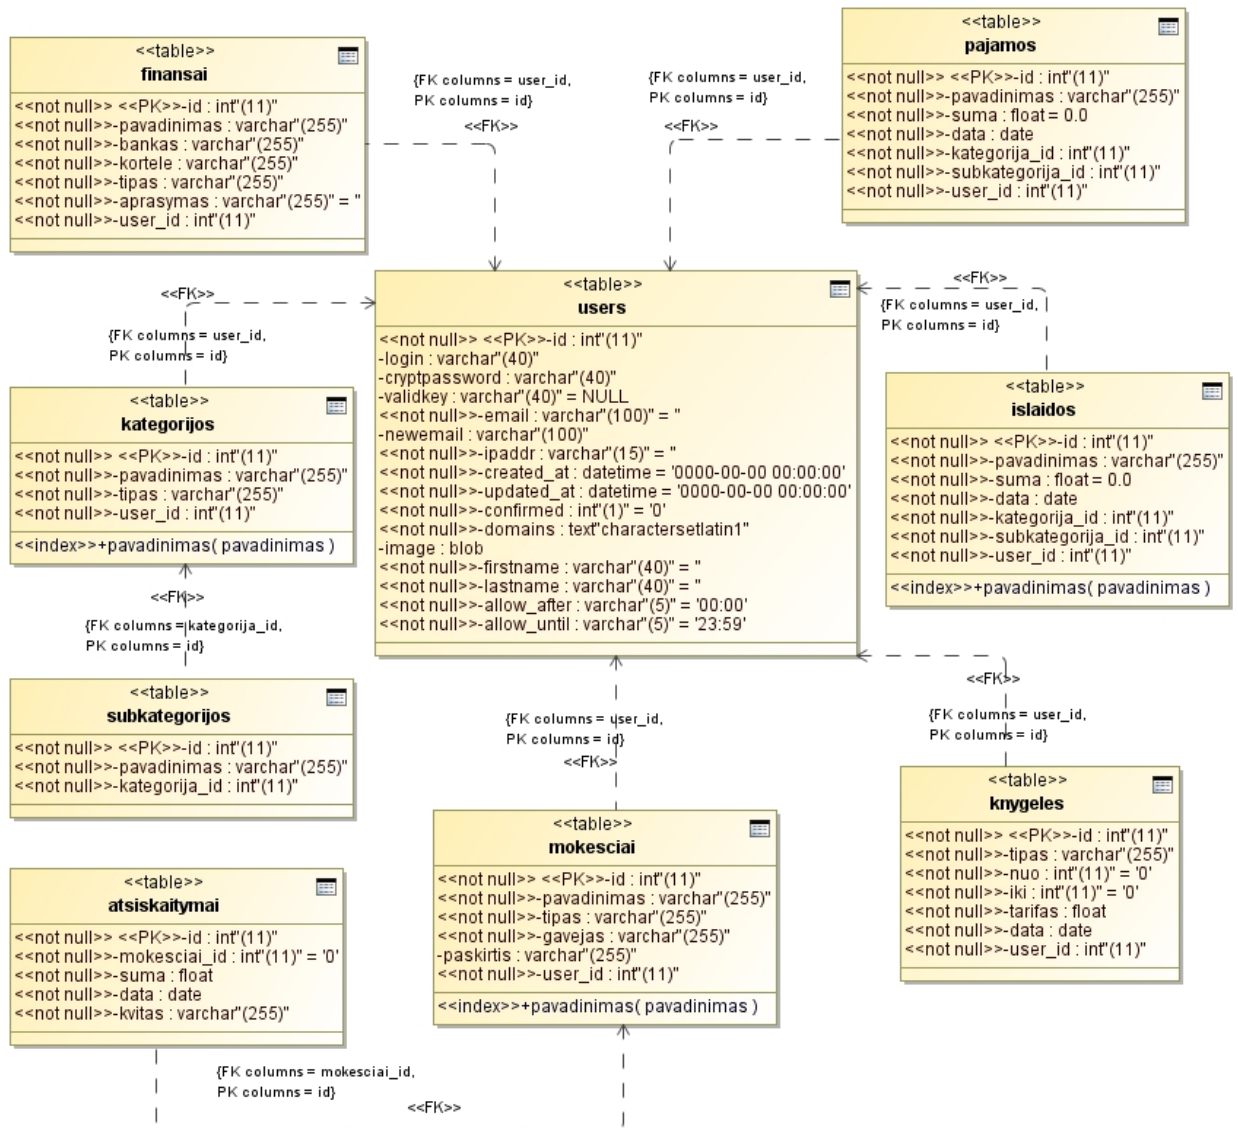 <<table>>
finansai
<<not null>> <<PK>>-id : int"(11)"
<<not null>>-pavadinimas : varchar"(255)"
<<not null>>-bankas : varchar"(255)"
<<not null>>-kortele : varchar"(255)"
<<not null>>-tipas : varchar"(255)"
<<not null>>-aprasymas : varchar"(255)" = ''
<<not null>>-user_id : int"(11)"
{FK columns = user_id,
PK columns = id}
<<FK>>
{FK columns = user_id,
PK columns = id}
<<FK>>
<<table>>
pajamos
<<not null>> <<PK>>-id : int"(11)"
<<not null>>-pavadinimas : varchar"(255)"
<<not null>>-suma : float = 0.0
<<not null>>-data : date
<<not null>>-kategorija_id : int"(11)"
<<not null>>-subkategorija_id : int"(11)"
<<not null>>-user_id : int"(11)"
<<FK>>
{FK columns = user_id,
PK columns = id}
<<table>>
users
<<not null>> <<PK>>-id : int"(11)"
-login : varchar"(40)"
-cryptpassword : varchar"(40)"
-validkey : varchar"(40)" = NULL
<<not null>>-email : varchar"(100)" = ''
-newemail : varchar"(100)"
<<not null>>-ipaddr : varchar"(15)" = ''
<<not null>>-created_at : datetime = '0000-00-00 00:00:00'
<<not null>>-updated_at : datetime = '0000-00-00 00:00:00'
<<not null>>-confirmed : int"(1)" = '0'
<<not null>>-domains : text"charactersetlatin1"
-image : blob
<<not null>>-firstname : varchar"(40)" = ''
<<not null>>-lastname : varchar"(40)" = ''
<<not null>>-allow_after : varchar"(5)" = '00:00'
<<not null>>-allow_until : varchar"(5)" = '23:59'
<<FK>>
{FK columns = user_id,
PK columns = id}
<<table>>
kategorijos
<<not null>> <<PK>>-id : int"(11)"
<<not null>>-pavadinimas : varchar"(255)"
<<not null>>-tipas : varchar"(255)"
<<not null>>-user_id : int"(11)"
<<index>>+pavadinimas( pavadinimas )
<<table>>
islaidos
<<not null>> <<PK>>-id : int"(11)"
<<not null>>-pavadinimas : varchar"(255)"
<<not null>>-suma : float = 0.0
<<not null>>-data : date
<<not null>>-kategorija_id : int"(11)"
<<not null>>-subkategorija_id : int"(11)"
<<not null>>-user_id : int"(11)"
<<index>>+pavadinimas( pavadinimas )
<<FK>>
{FK columns = kategorija_id,
PK columns = id}
<<table>>
subkategorijos
<<not null>> <<PK>>-id : int"(11)"
<<not null>>-pavadinimas : varchar"(255)"
<<not null>>-kategorija_id : int"(11)"
{FK columns = user_id,
PK columns = id}
<<FK>>
<<FK>>
{FK columns = user_id,
PK columns = id}
<<table>>
knygeles
<<not null>> <<PK>>-id : int"(11)"
<<not null>>-tipas : varchar"(255)"
<<not null>>-nuo : int"(11)" = '0'
<<not null>>-iki : int"(11)" = '0'
<<not null>>-tarifas : float
<<not null>>-data : date
<<not null>>-user_id : int"(11)"
<<table>>
mokesciai
<<not null>> <<PK>>-id : int"(11)"
<<not null>>-pavadinimas : varchar"(255)"
<<not null>>-tipas : varchar"(255)"
<<not null>>-gavejas : varchar"(255)"
-paskirtis : varchar"(255)"
<<not null>>-user_id : int"(11)"
<<index>>+pavadinimas( pavadinimas )
<<table>>
atsiskaitymai
<<not null>> <<PK>>-id : int"(11)"
<<not null>>-mokesciai_id : int"(11)" = '0'
<<not null>>-suma : float
<<not null>>-data : date
<<not null>>-kvitas : varchar"(255)"
{FK columns = mokesciai_id,
PK columns = id}
<<FK>>